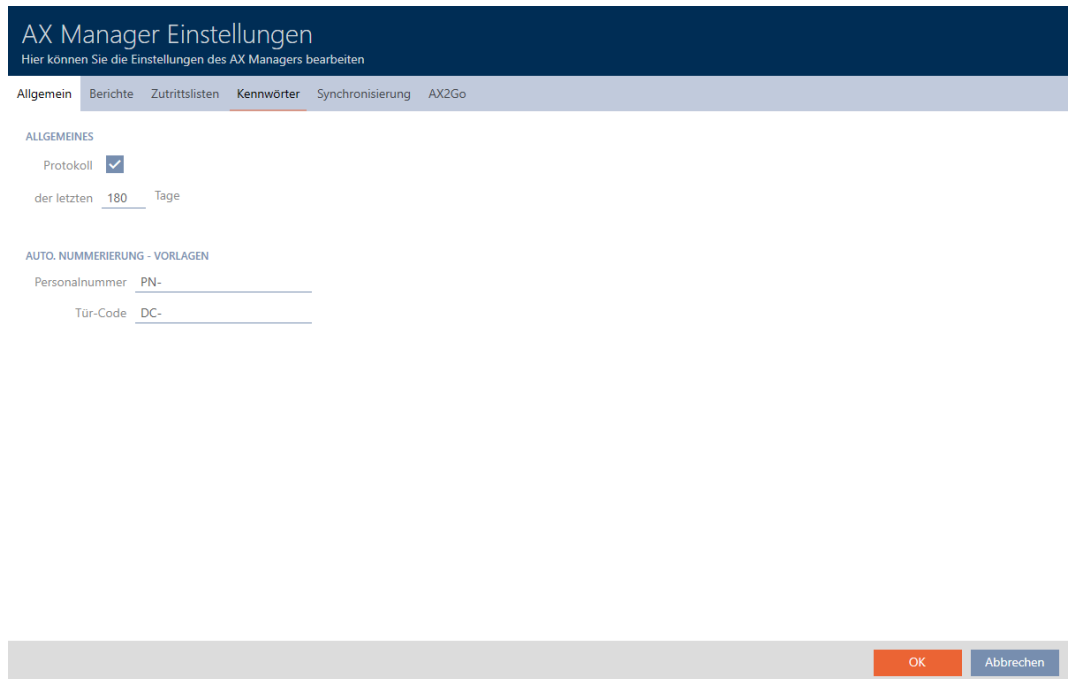 AX Manager Einstellungen
Hier können Sie die Einstellungen des AX Managers bearbeiten
Allgemein Berichte Zutrittslisten Kennwörter Synchronisierung AX2Go
ALLGEMEINES
Protokoll
der letzten 180 Tage
AUTO. NUMMERIERUNG - VORLAGEN
Personalnummer PN-
Tür-Code DC-
OK Abbrechen